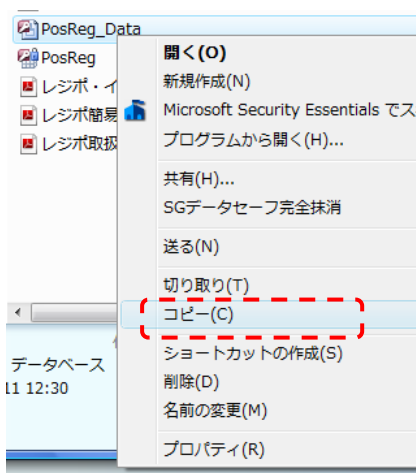 PosReg_Data
PosReg
レジポ・イ
レジポ簡易
レジポ取扱
開く(O)
新規作成(N)
Microsoft Security Essentials でス
プログラムから開く(H)...
共有(H)...
SGデータセーフ完全抹消
送る(N)
切り取り(T)
コピー(C)
ショートカットの作成(S)
削除(D)
名前の変更(M)
プロパティ(R)
データベース
11 12:30